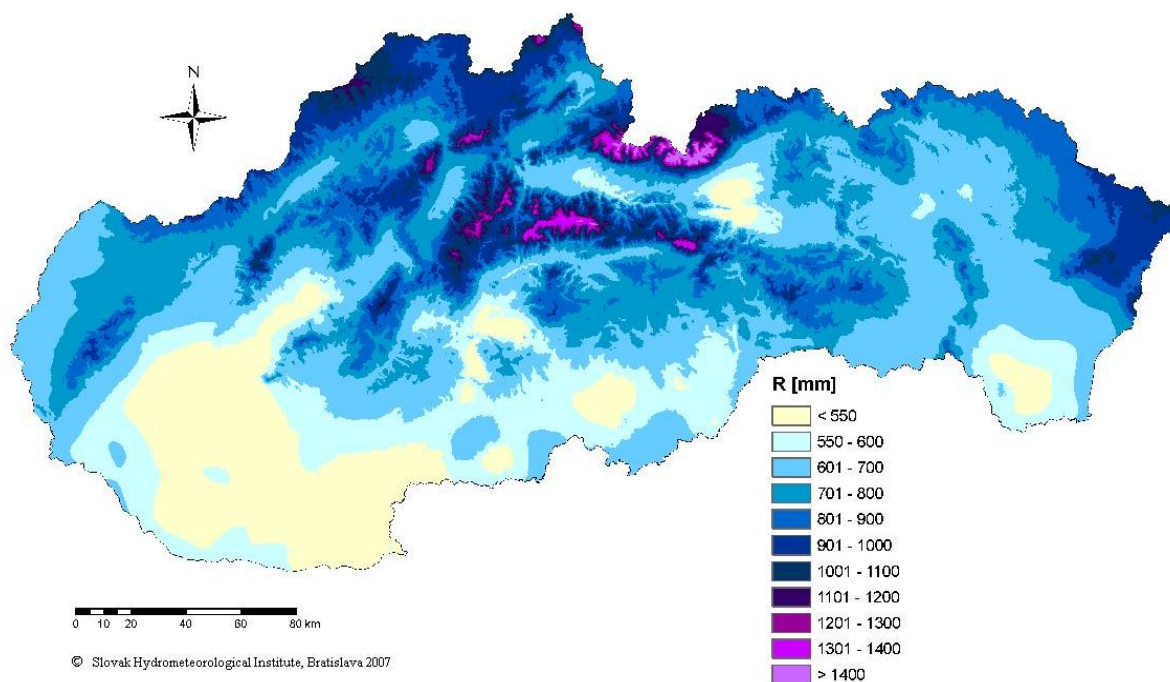 N
R [mm]
< 550
550 - 600
601 - 700
701 - 800
801 - 900
901 - 1000
1001 - 1100
1101 - 1200
1201 - 1300
1301 - 1400
> 1400
0 20 40 60 80 km
© Slovak Hydrometeorological Institute, Bratislava 2007